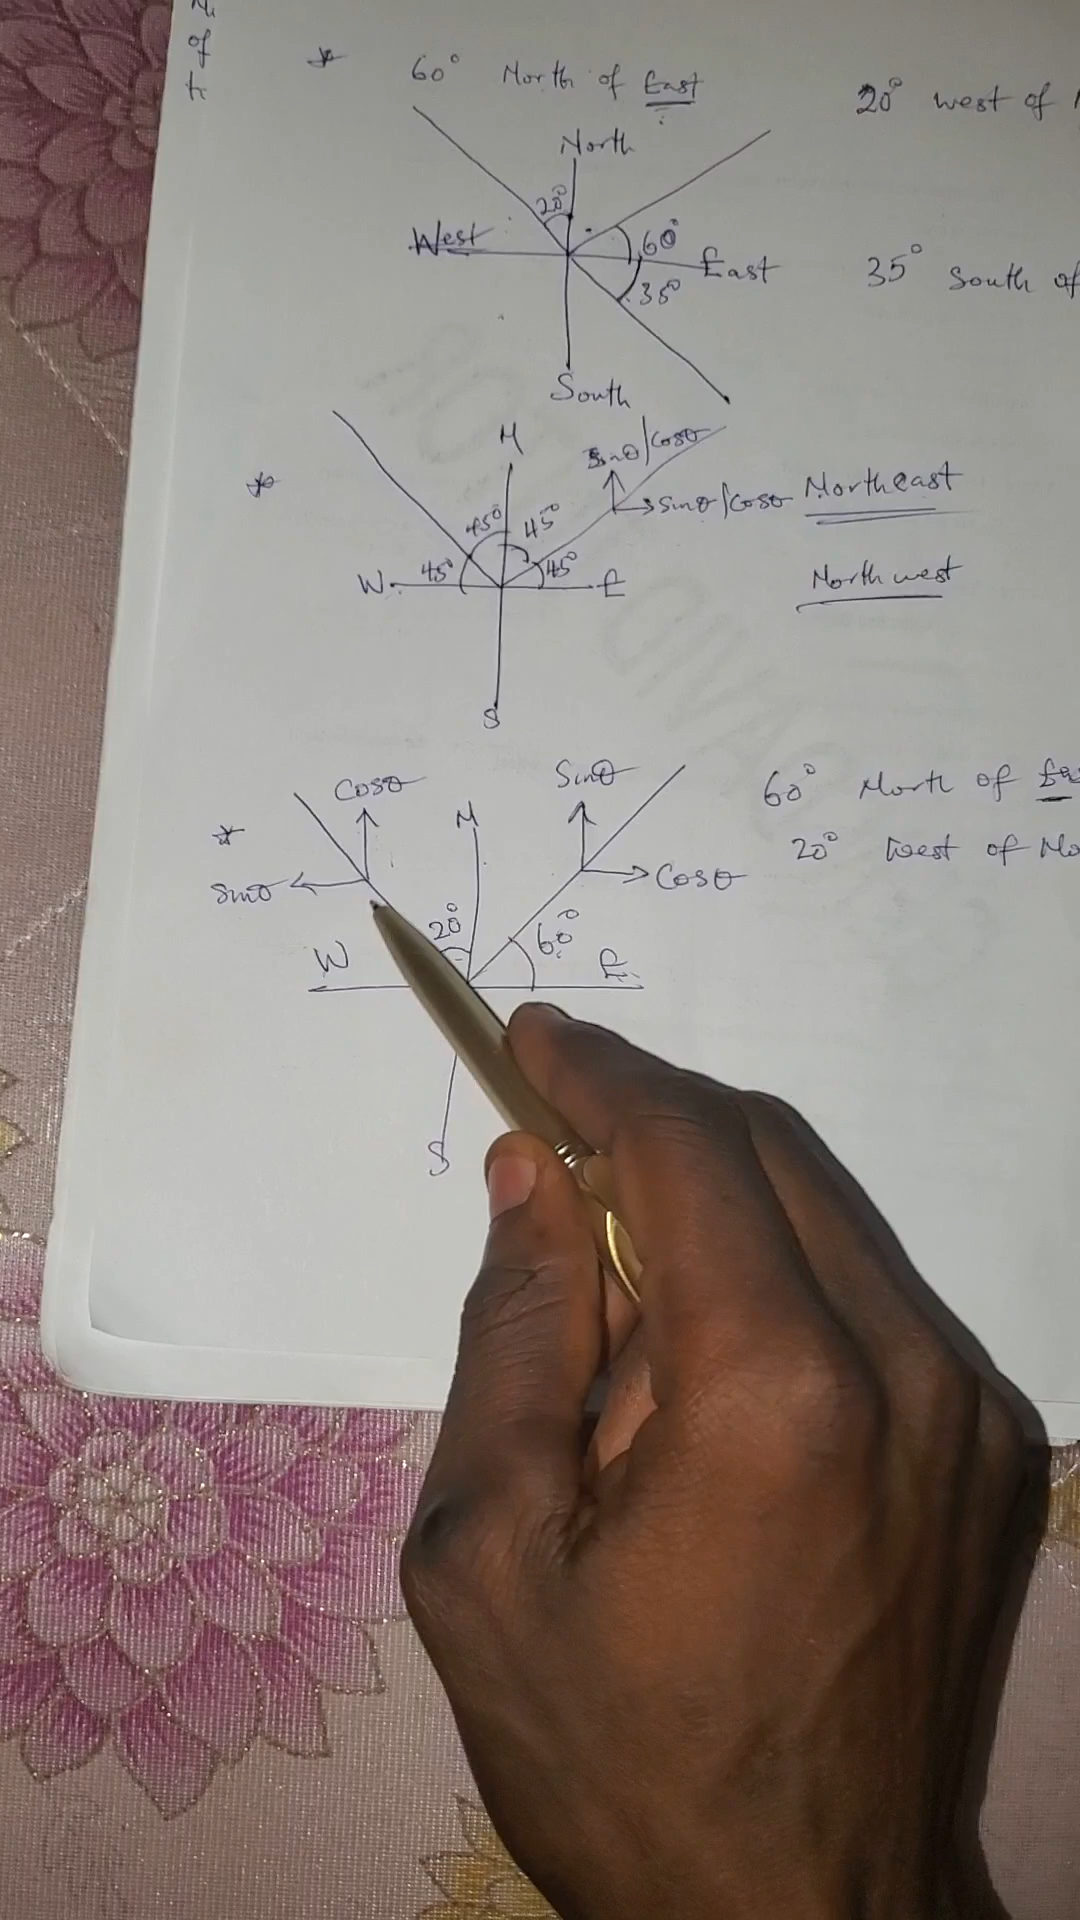 of
* 60° North of East
20° West of
North
20°
West
60°
East
35°
35° South of
South
N
Sinθ/Cosθ
* Sinθ/Cosθ Northeast
45° 45°
W 45° 45° E
Northwest
S
Cosθ Sinθ
60° North of
* N
20° West of No
Sinθ Cosθ
20° 60°
W E
S